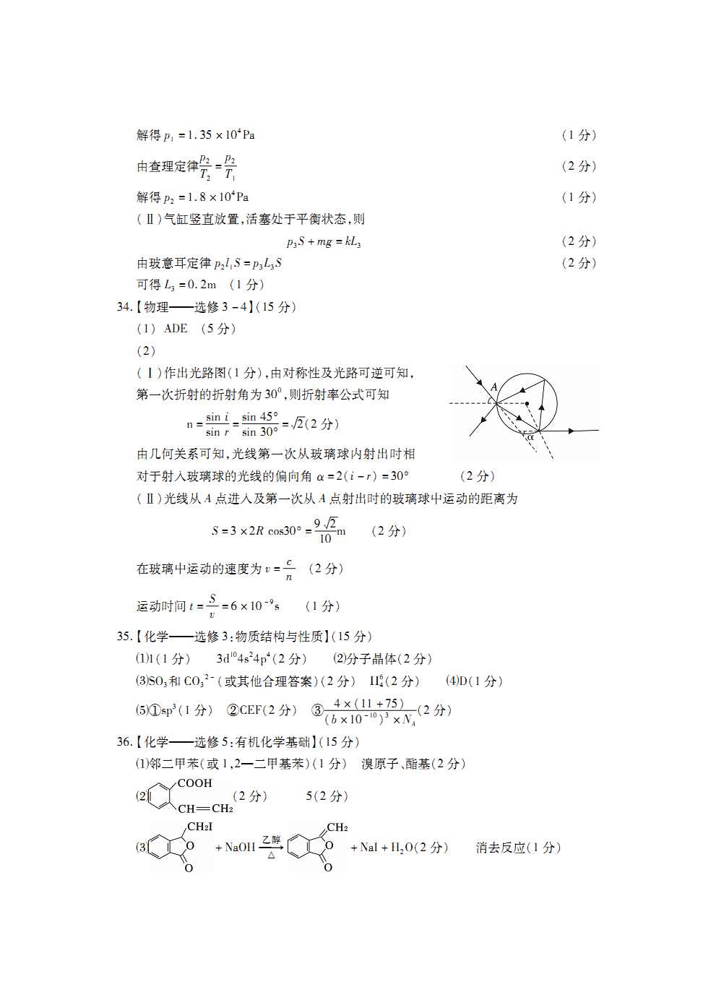 解得 p₁ = 1.35 × 10⁴Pa (1 分)
由查理定律 p₂/T₂ = p₂/T₁ (2 分)
解得 p₂ = 1.8 × 10⁴Pa (1 分)
(Ⅱ)气缸竖直放置,活塞处于平衡状态,则
p₃S + mg = kL₃ (2 分)
由玻意耳定律 p₂l₁S = p₃L₃S (2 分)
可得 L₃ = 0.2m (1 分)
34.【物理——选修 3 - 4】(15 分)
(1) ADE (5 分)
(2)
(Ⅰ)作出光路图(1 分),由对称性及光路可逆可知,
第一次折射的折射角为 30⁰,则折射率公式可知
n = sin i/sin r = sin 45°/sin 30° = √2(2 分)
A
α
由几何关系可知,光线第一次从玻璃球内射出时相
对于射入玻璃球的光线的偏向角 α = 2(i - r) = 30° (2 分)
(Ⅱ)光线从 A 点进入及第一次从 A 点射出时的玻璃球中运动的距离为
S = 3 × 2R cos30° = 9√2/10 m (2 分)
在玻璃中运动的速度为 v = c/n (2 分)
运动时间 t = S/v = 6 × 10⁻⁹s (1 分)
35.【化学——选修 3:物质结构与性质】(15 分)
⑴1(1 分) 3d¹⁰4s²4p⁴(2 分) ⑵分子晶体(2 分)
⑶SO₃和 CO₃²⁻(或其他合理答案)(2 分) Π₄⁶(2 分) ⑷D(1 分)
⑸①sp³(1 分) ②CEF(2 分) ③4 × (11 + 75)/(b × 10⁻¹⁰)³ × N_A(2 分)
36.【化学——选修 5:有机化学基础】(15 分)
⑴邻二甲苯(或 1,2—二甲基苯)(1 分) 溴原子、酯基(2 分)
⑵ COOH CH=CH₂ (2 分) 5(2 分)
⑶ CH₂I O O + NaOH 乙醇 △ → CH₂ O O + NaI + H₂O(2 分) 消去反应(1 分)